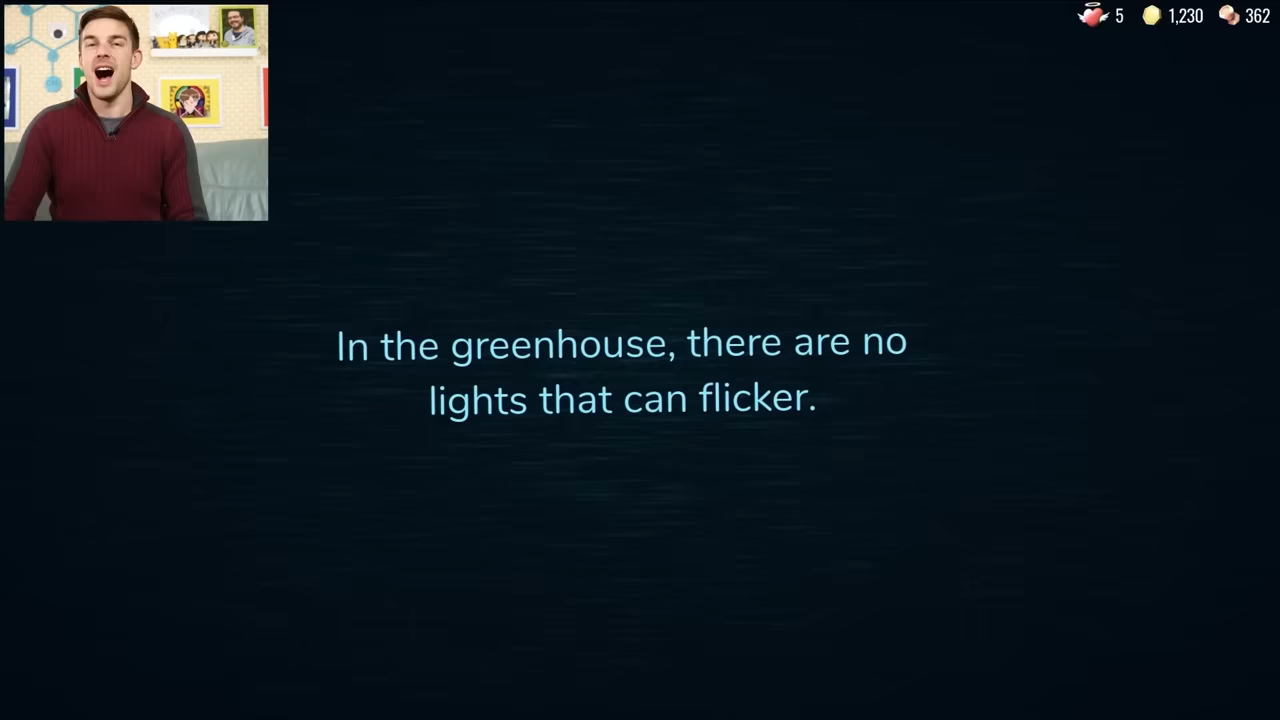 5 1,230 362
In the greenhouse, there are no
lights that can flicker.